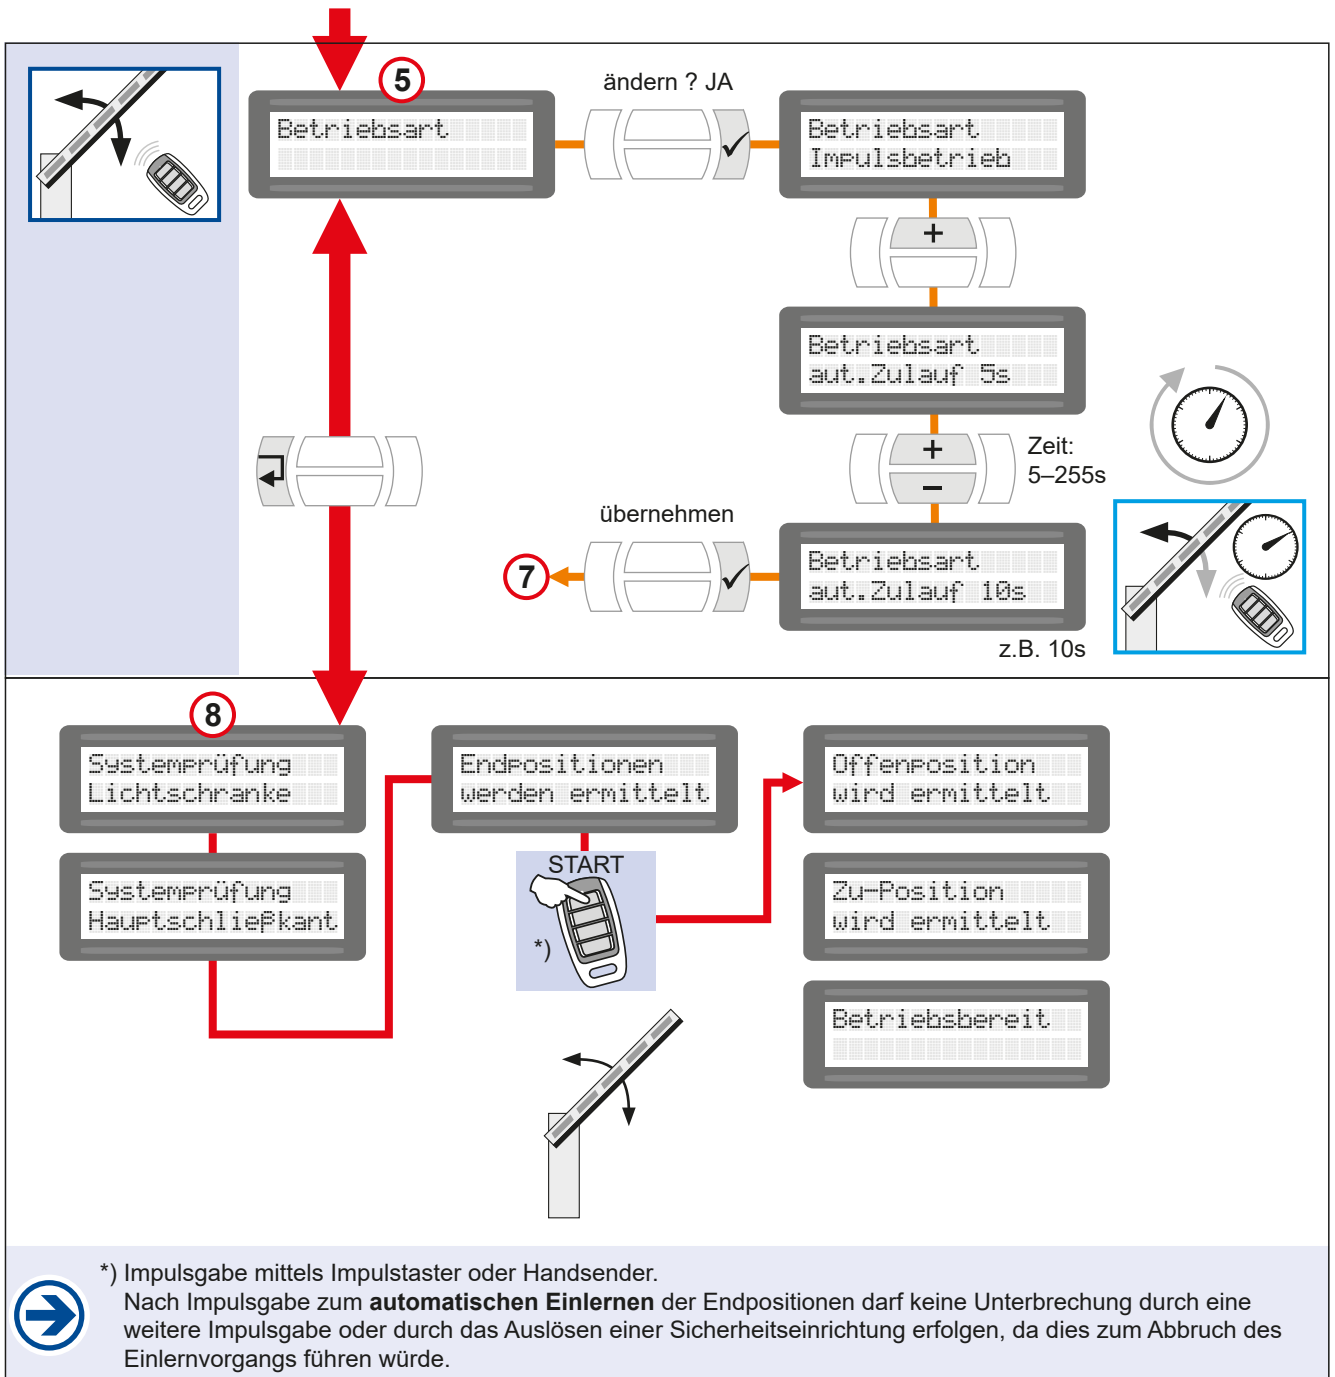 5
ändern ? JA
Betriebsart
Betriebsart
Impulsbetrieb
+
Betriebsart
aut.Zulauf 5s
+
−
Zeit:
5–255s
übernehmen
7
Betriebsart
aut.Zulauf 10s
z.B. 10s
8
Systemprüfung
Lichtschranke
Systemprüfung
Hauptschließkant
Endpositionen
werden ermittelt
START
*)
Offenposition
wird ermittelt
Zu-Position
wird ermittelt
Betriebsbereit
*) Impulsgabe mittels Impulstaster oder Handsender.
Nach Impulsgabe zum automatischen Einlernen der Endpositionen darf keine Unterbrechung durch eine
weitere Impulsgabe oder durch das Auslösen einer Sicherheitseinrichtung erfolgen, da dies zum Abbruch des
Einlernvorgangs führen würde.